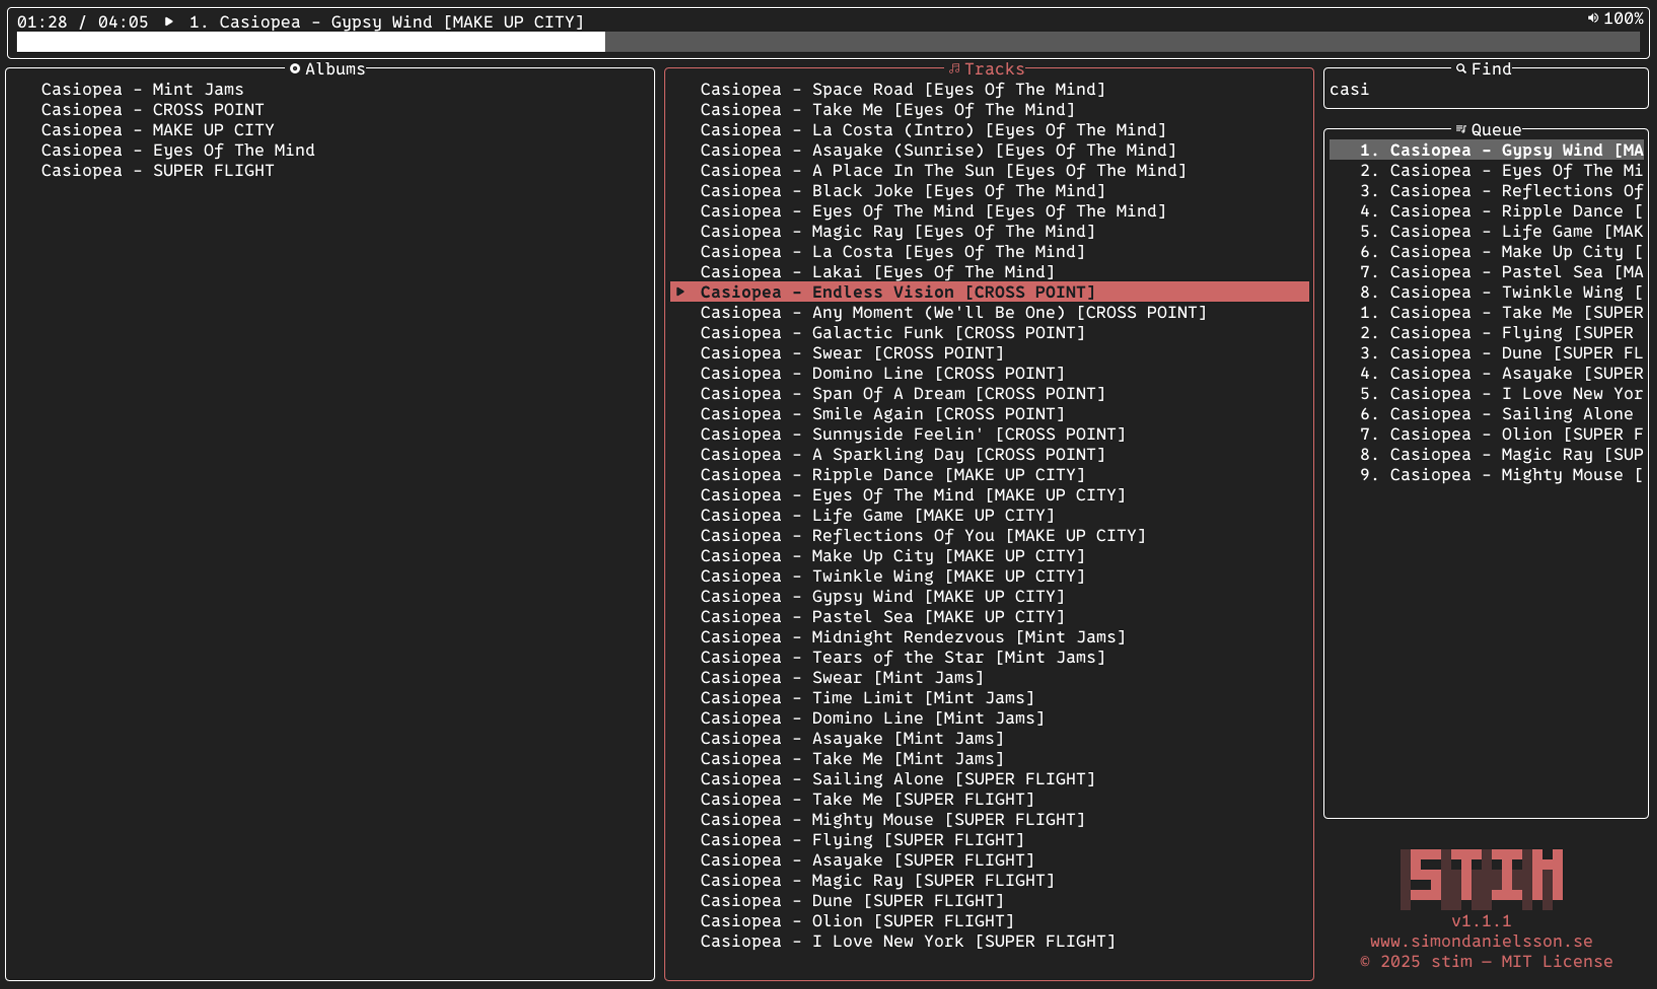 01:28 / 04:05 ▶ 1. Casiopea - Gypsy Wind [MAKE UP CITY]
100%
Albums
Casiopea - Mint Jams
Casiopea - CROSS POINT
Casiopea - MAKE UP CITY
Casiopea - Eyes Of The Mind
Casiopea - SUPER FLIGHT
Tracks
Casiopea - Space Road [Eyes Of The Mind]
Casiopea - Take Me [Eyes Of The Mind]
Casiopea - La Costa (Intro) [Eyes Of The Mind]
Casiopea - Asayake (Sunrise) [Eyes Of The Mind]
Casiopea - A Place In The Sun [Eyes Of The Mind]
Casiopea - Black Joke [Eyes Of The Mind]
Casiopea - Eyes Of The Mind [Eyes Of The Mind]
Casiopea - Magic Ray [Eyes Of The Mind]
Casiopea - La Costa [Eyes Of The Mind]
Casiopea - Lakai [Eyes Of The Mind]
▶ Casiopea - Endless Vision [CROSS POINT]
Casiopea - Any Moment (We'll Be One) [CROSS POINT]
Casiopea - Galactic Funk [CROSS POINT]
Casiopea - Swear [CROSS POINT]
Casiopea - Domino Line [CROSS POINT]
Casiopea - Span Of A Dream [CROSS POINT]
Casiopea - Smile Again [CROSS POINT]
Casiopea - Sunnyside Feelin' [CROSS POINT]
Casiopea - A Sparkling Day [CROSS POINT]
Casiopea - Ripple Dance [MAKE UP CITY]
Casiopea - Eyes Of The Mind [MAKE UP CITY]
Casiopea - Life Game [MAKE UP CITY]
Casiopea - Reflections Of You [MAKE UP CITY]
Casiopea - Make Up City [MAKE UP CITY]
Casiopea - Twinkle Wing [MAKE UP CITY]
Casiopea - Gypsy Wind [MAKE UP CITY]
Casiopea - Pastel Sea [MAKE UP CITY]
Casiopea - Midnight Rendezvous [Mint Jams]
Casiopea - Tears of the Star [Mint Jams]
Casiopea - Swear [Mint Jams]
Casiopea - Time Limit [Mint Jams]
Casiopea - Domino Line [Mint Jams]
Casiopea - Asayake [Mint Jams]
Casiopea - Take Me [Mint Jams]
Casiopea - Sailing Alone [SUPER FLIGHT]
Casiopea - Take Me [SUPER FLIGHT]
Casiopea - Mighty Mouse [SUPER FLIGHT]
Casiopea - Flying [SUPER FLIGHT]
Casiopea - Asayake [SUPER FLIGHT]
Casiopea - Magic Ray [SUPER FLIGHT]
Casiopea - Dune [SUPER FLIGHT]
Casiopea - Olion [SUPER FLIGHT]
Casiopea - I Love New York [SUPER FLIGHT]
Find
casi
Queue
1. Casiopea - Gypsy Wind [MA
2. Casiopea - Eyes Of The Mi
3. Casiopea - Reflections Of
4. Casiopea - Ripple Dance [
5. Casiopea - Life Game [MAK
6. Casiopea - Make Up City [
7. Casiopea - Pastel Sea [MA
8. Casiopea - Twinkle Wing [
1. Casiopea - Take Me [SUPER
2. Casiopea - Flying [SUPER
3. Casiopea - Dune [SUPER FL
4. Casiopea - Asayake [SUPER
5. Casiopea - I Love New Yor
6. Casiopea - Sailing Alone
7. Casiopea - Olion [SUPER F
8. Casiopea - Magic Ray [SUP
9. Casiopea - Mighty Mouse [
STIM
v1.1.1
www.simondanielsson.se
© 2025 stim — MIT License